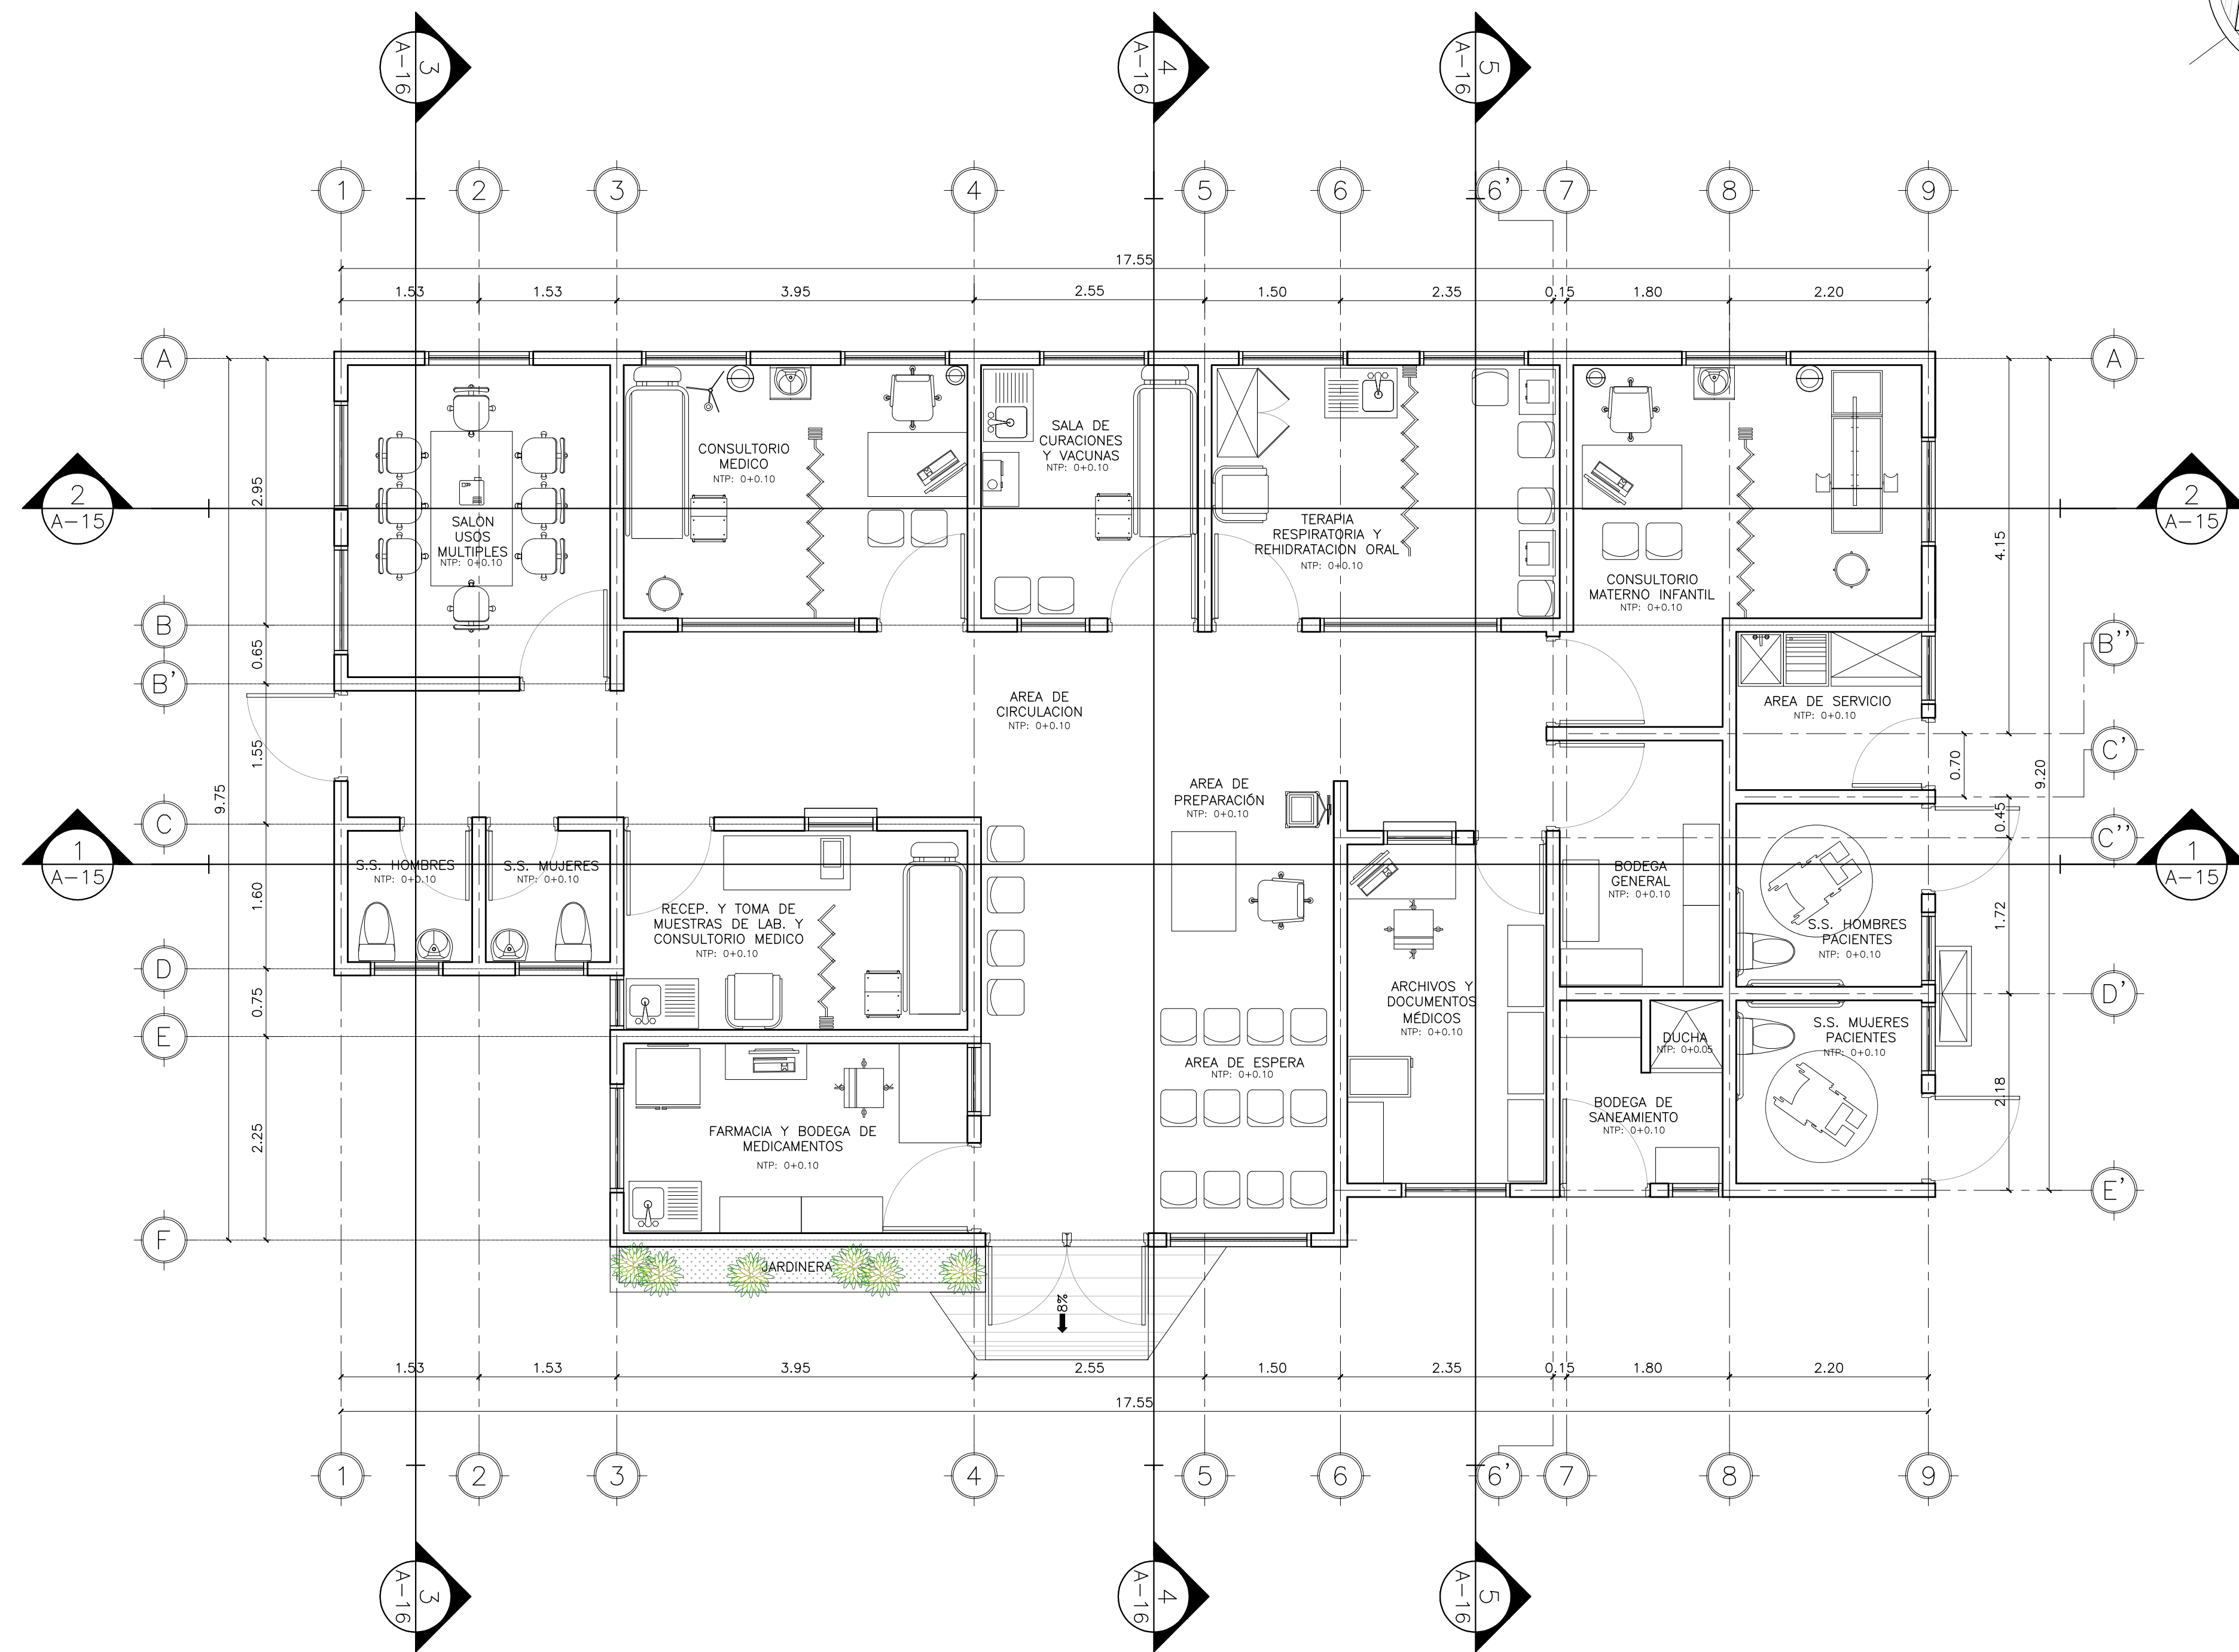 3
A-16
4
A-16
5
A-16
1
2
3
4
5
6
6'
7
8
9
17.55
1.53
1.53
3.95
2.55
1.50
2.35
0.15
1.80
2.20
A
B
B'
C
D
E
F
9.75
2.95
0.65
1.55
1.60
0.75
2.25
2
A-15
1
A-15
SALON
USOS
MULTIPLES
NTP: 0+0.10
CONSULTORIO
MEDICO
NTP: 0+0.10
SALA DE
CURACIONES
Y VACUNAS
NTP: 0+0.10
TERAPIA
RESPIRATORIA Y
REHIDRATACION ORAL
NTP: 0+0.10
CONSULTORIO
MATERNO INFANTIL
NTP: 0+0.10
AREA DE SERVICIO
NTP: 0+0.10
AREA DE
CIRCULACION
NTP: 0+0.10
AREA DE
PREPARACIÓN
NTP: 0+0.10
S.S. HOMBRES
NTP: 0+0.10
S.S. MUJERES
NTP: 0+0.10
RECEP. Y TOMA DE
MUESTRAS DE LAB. Y
CONSULTORIO MEDICO
NTP: 0+0.10
BODEGA
GENERAL
NTP: 0+0.10
S.S. HOMBRES
PACIENTES
NTP: 0+0.10
ARCHIVOS Y
DOCUMENTOS
MÉDICOS
NTP: 0+0.10
AREA DE ESPERA
NTP: 0+0.10
DUCHA
NTP: 0+0.05
S.S. MUJERES
PACIENTES
NTP: 0+0.10
BODEGA DE
SANEAMIENTO
NTP: 0+0.10
FARMACIA Y BODEGA DE
MEDICAMENTOS
NTP: 0+0.10
JARDINERA
8%
A
B''
C'
C''
D'
E'
4.15
0.70
0.45
1.72
2.18
9.20
2
A-15
1
A-15
1.53
1.53
3.95
2.55
1.50
2.35
0.15
1.80
2.20
17.55
1
2
3
4
5
6
6'
7
8
9
3
A-16
4
A-16
5
A-16